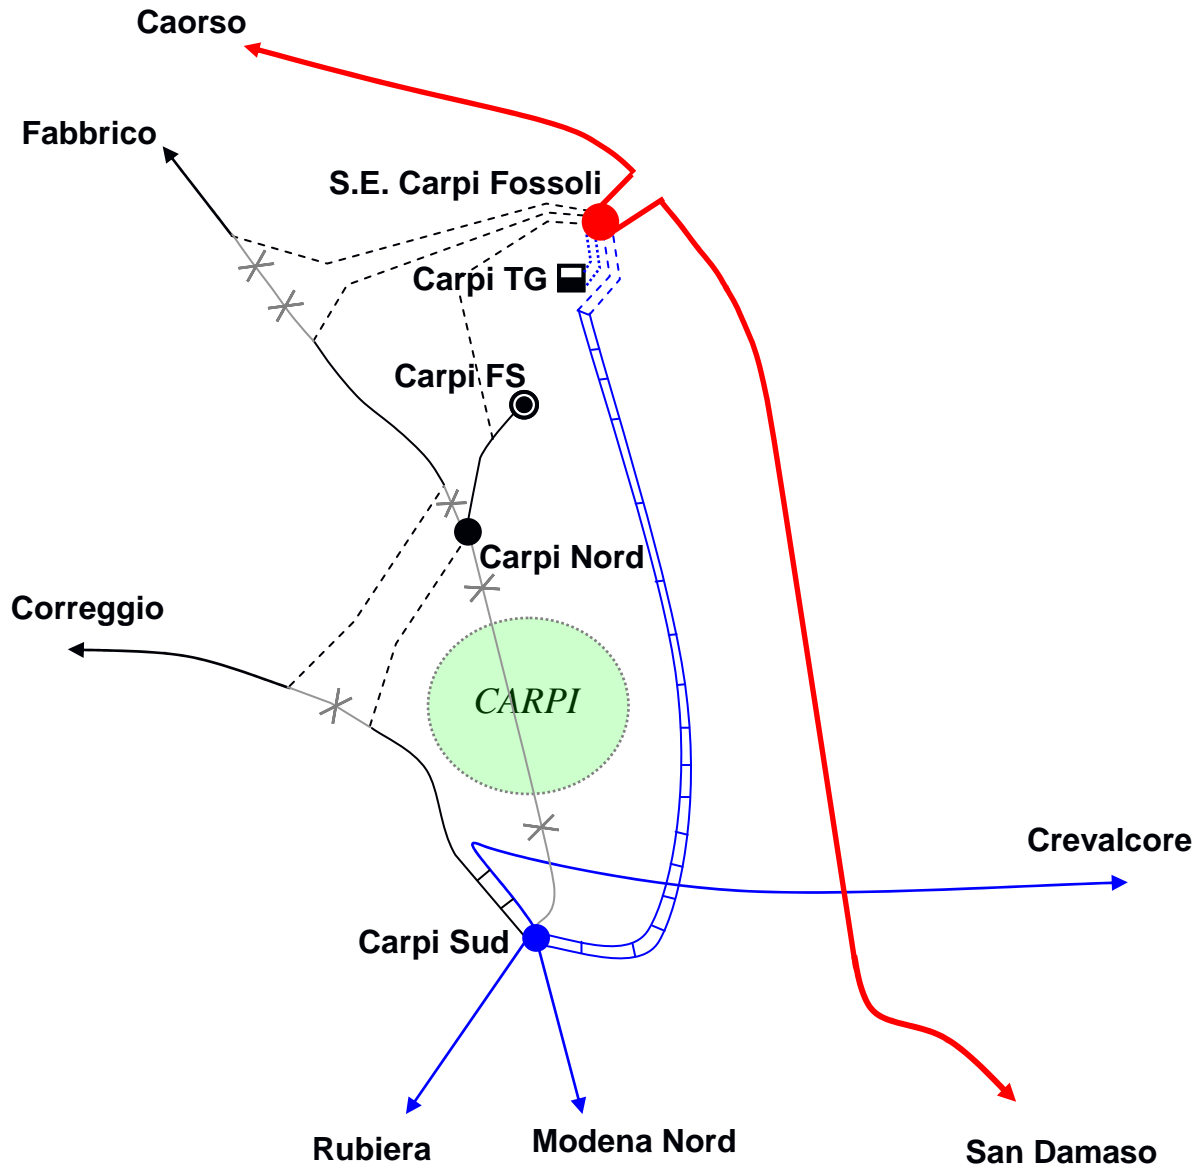 Caorso
Fabbrico
S.E. Carpi Fossoli
Carpi TG
Carpi FS
Carpi Nord
Correggio
CARPI
Crevalcore
Carpi Sud
Rubiera
Modena Nord
San Damaso